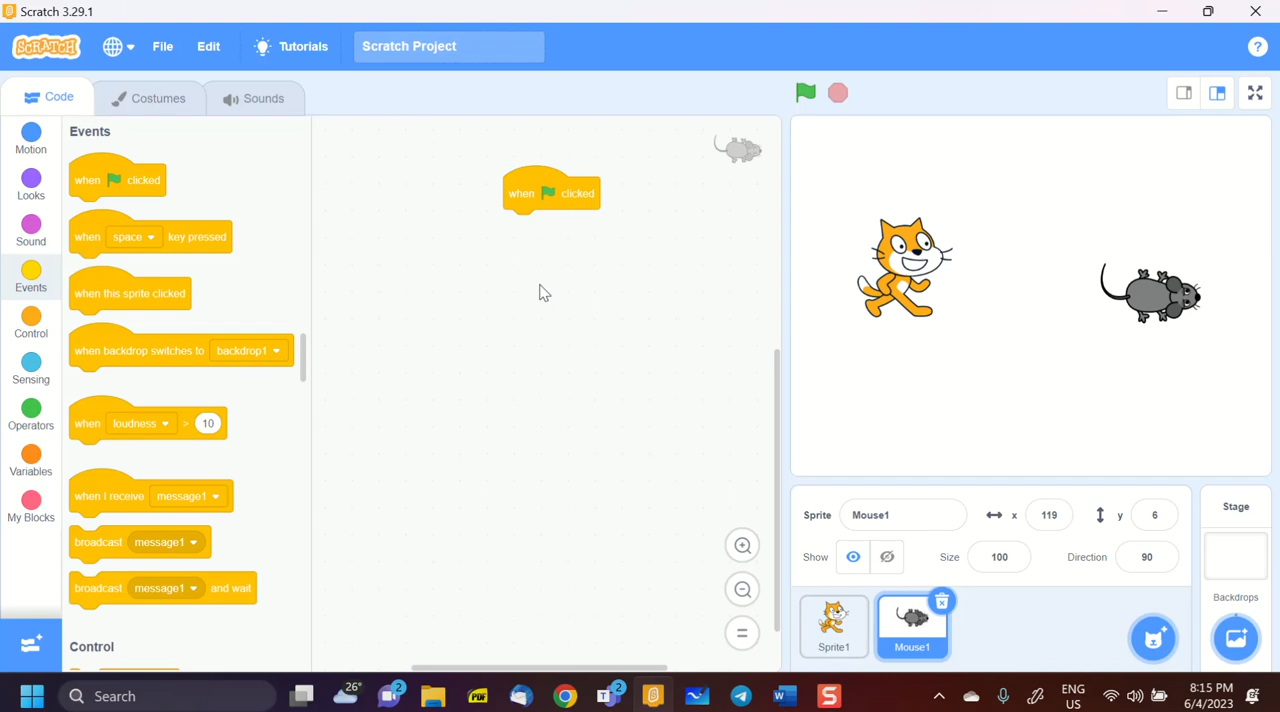 Scratch 3.29.1
SCRATCH File Edit Tutorials Scratch Project ?
Code Costumes Sounds
Motion
Looks
Sound
Events
Control
Sensing
Operators
Variables
My Blocks
Events
when clicked
when space key pressed
when this sprite clicked
when backdrop switches to backdrop1
when loudness > 10
when I receive message1
broadcast message1
broadcast message1 and wait
Control
when clicked
Sprite Mouse1 x 119 y 6
Show Size 100 Direction 90
Sprite1 Mouse1
Stage
Backdrops
Search 26° 2 PDF 2 W S ENG 8:15 PM
US 6/4/2023